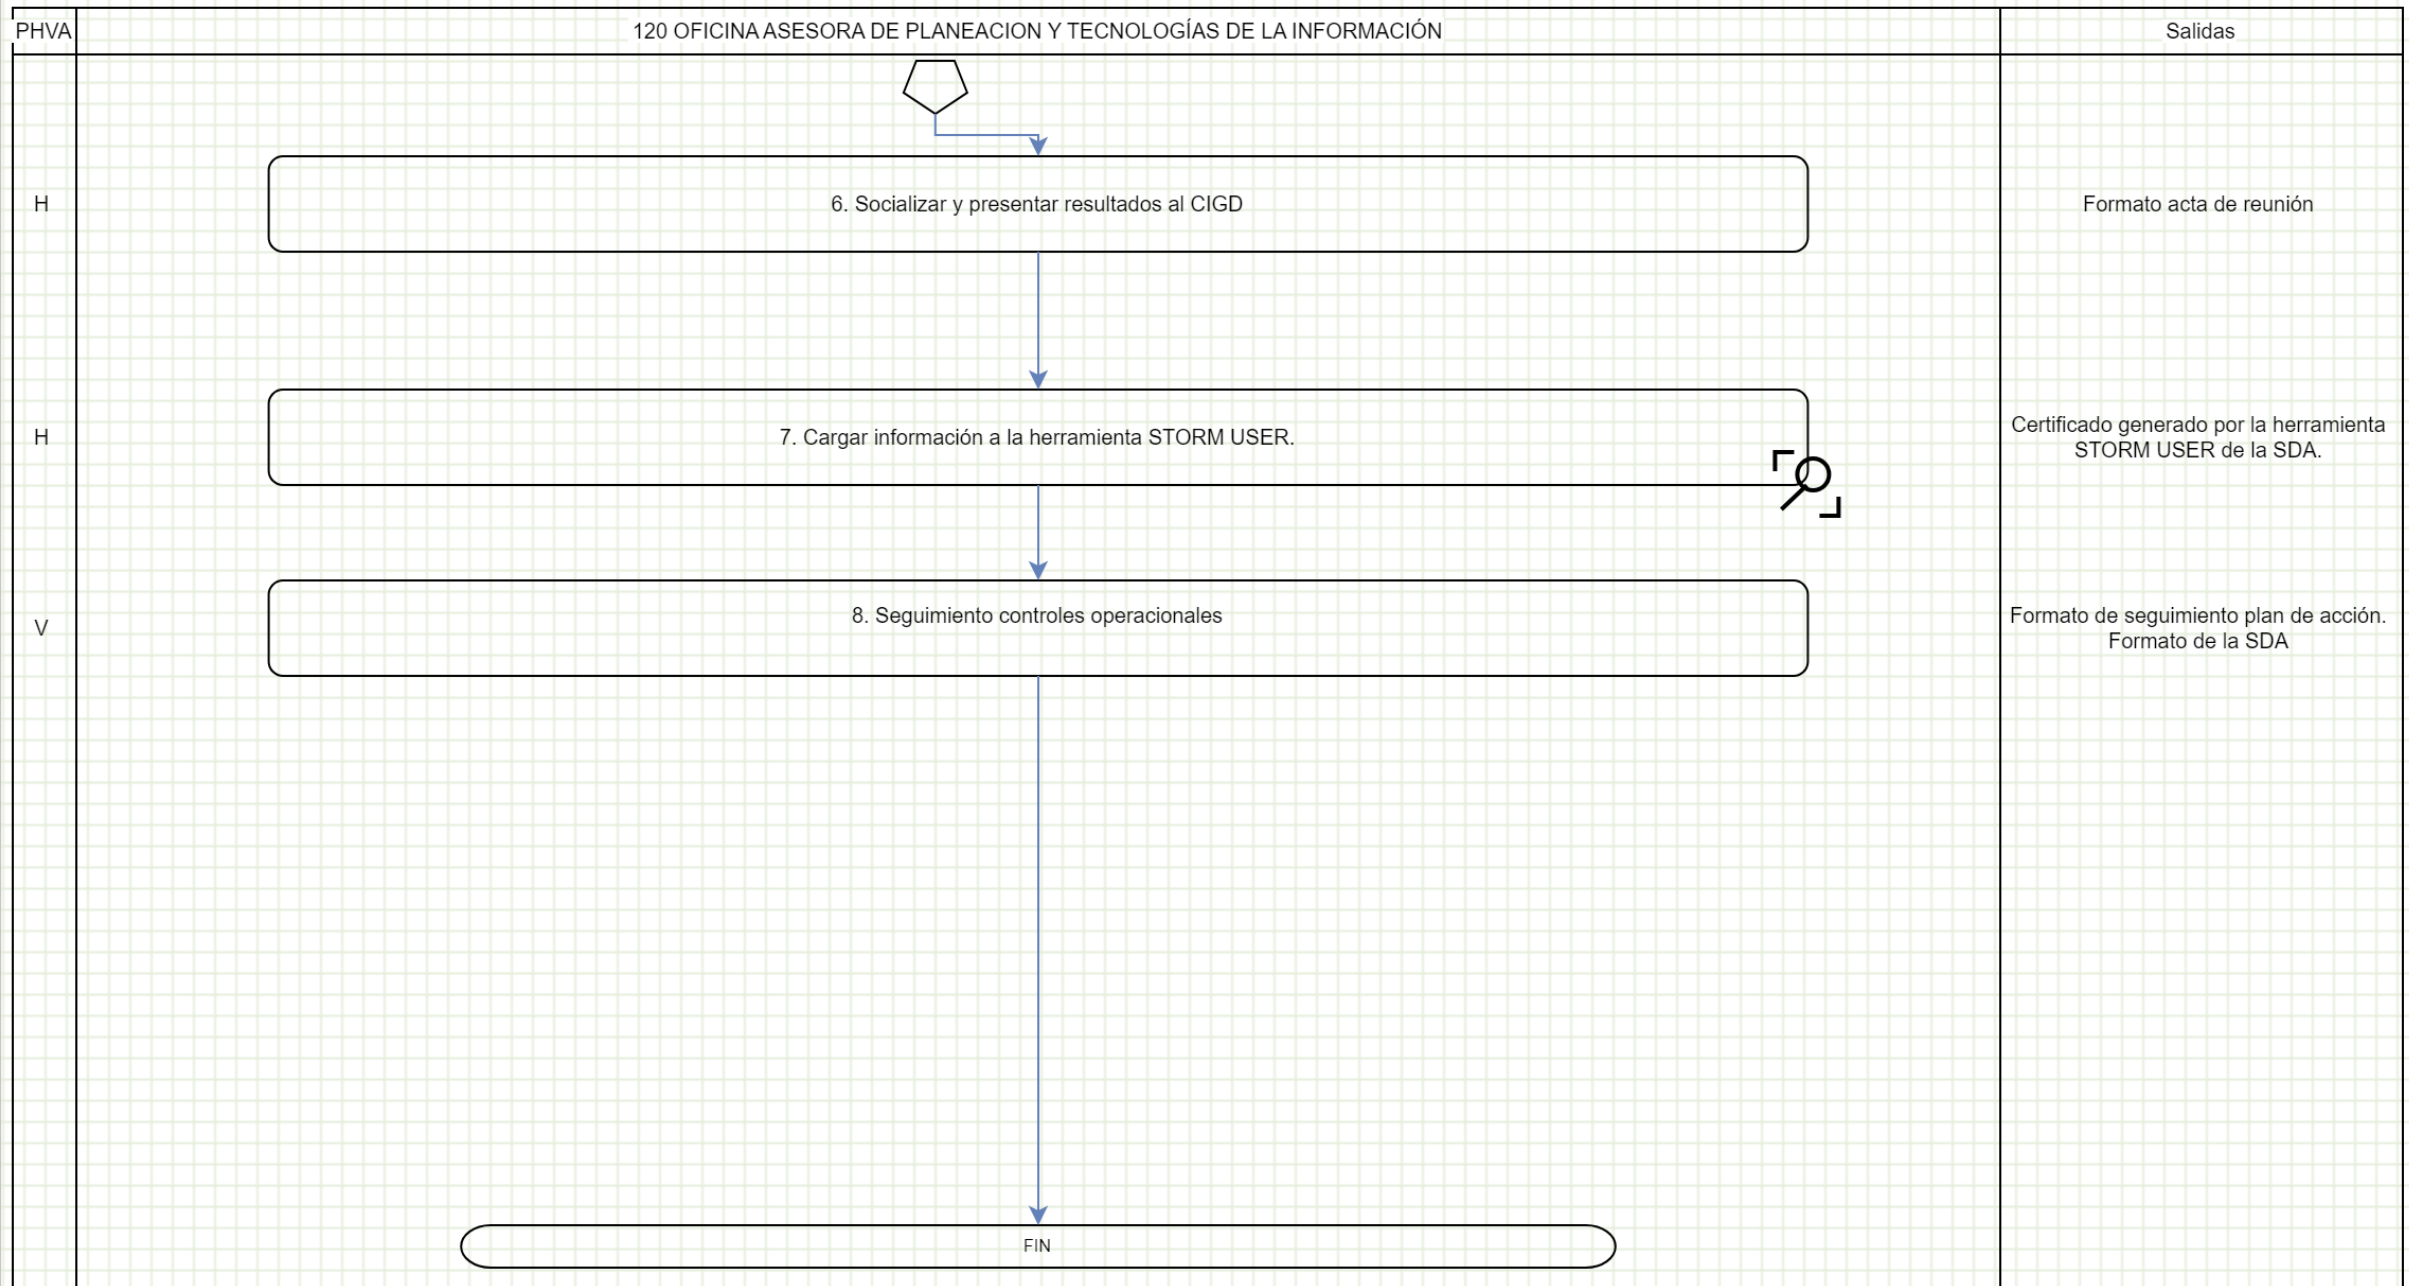 PHVA
120 OFICINA ASESORA DE PLANEACION Y TECNOLOGÍAS DE LA INFORMACIÓN
Salidas
H
6. Socializar y presentar resultados al CIGD
Formato acta de reunión
H
7. Cargar información a la herramienta STORM USER.
Certificado generado por la herramienta
STORM USER de la SDA.
V
8. Seguimiento controles operacionales
Formato de seguimiento plan de acción.
Formato de la SDA
FIN